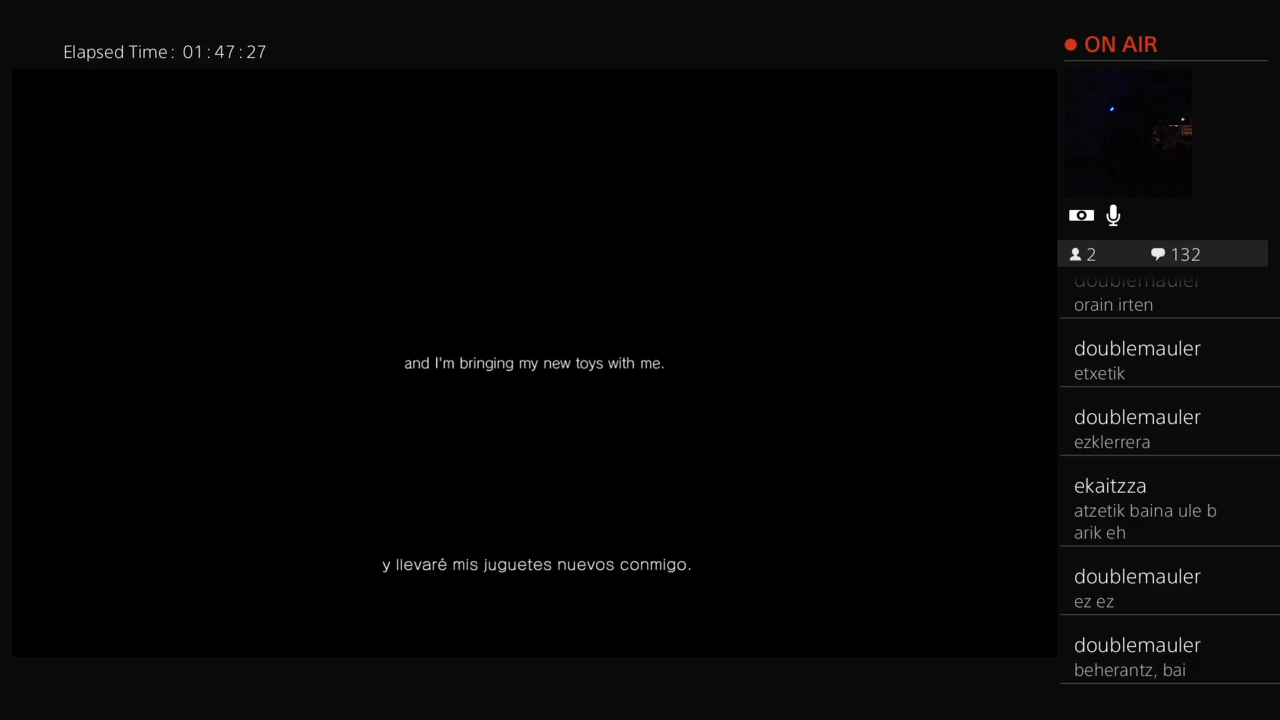 Elapsed Time: 01:47:27
ON AIR
and I'm bringing my new toys with me.
y llevaré mis juguetes nuevos conmigo.
2 132
doublemauler
orain irten
doublemauler
etxetik
doublemauler
ezklerrera
ekaitzza
atzetik baina ule b
arik eh
doublemauler
ez ez
doublemauler
beherantz, bai